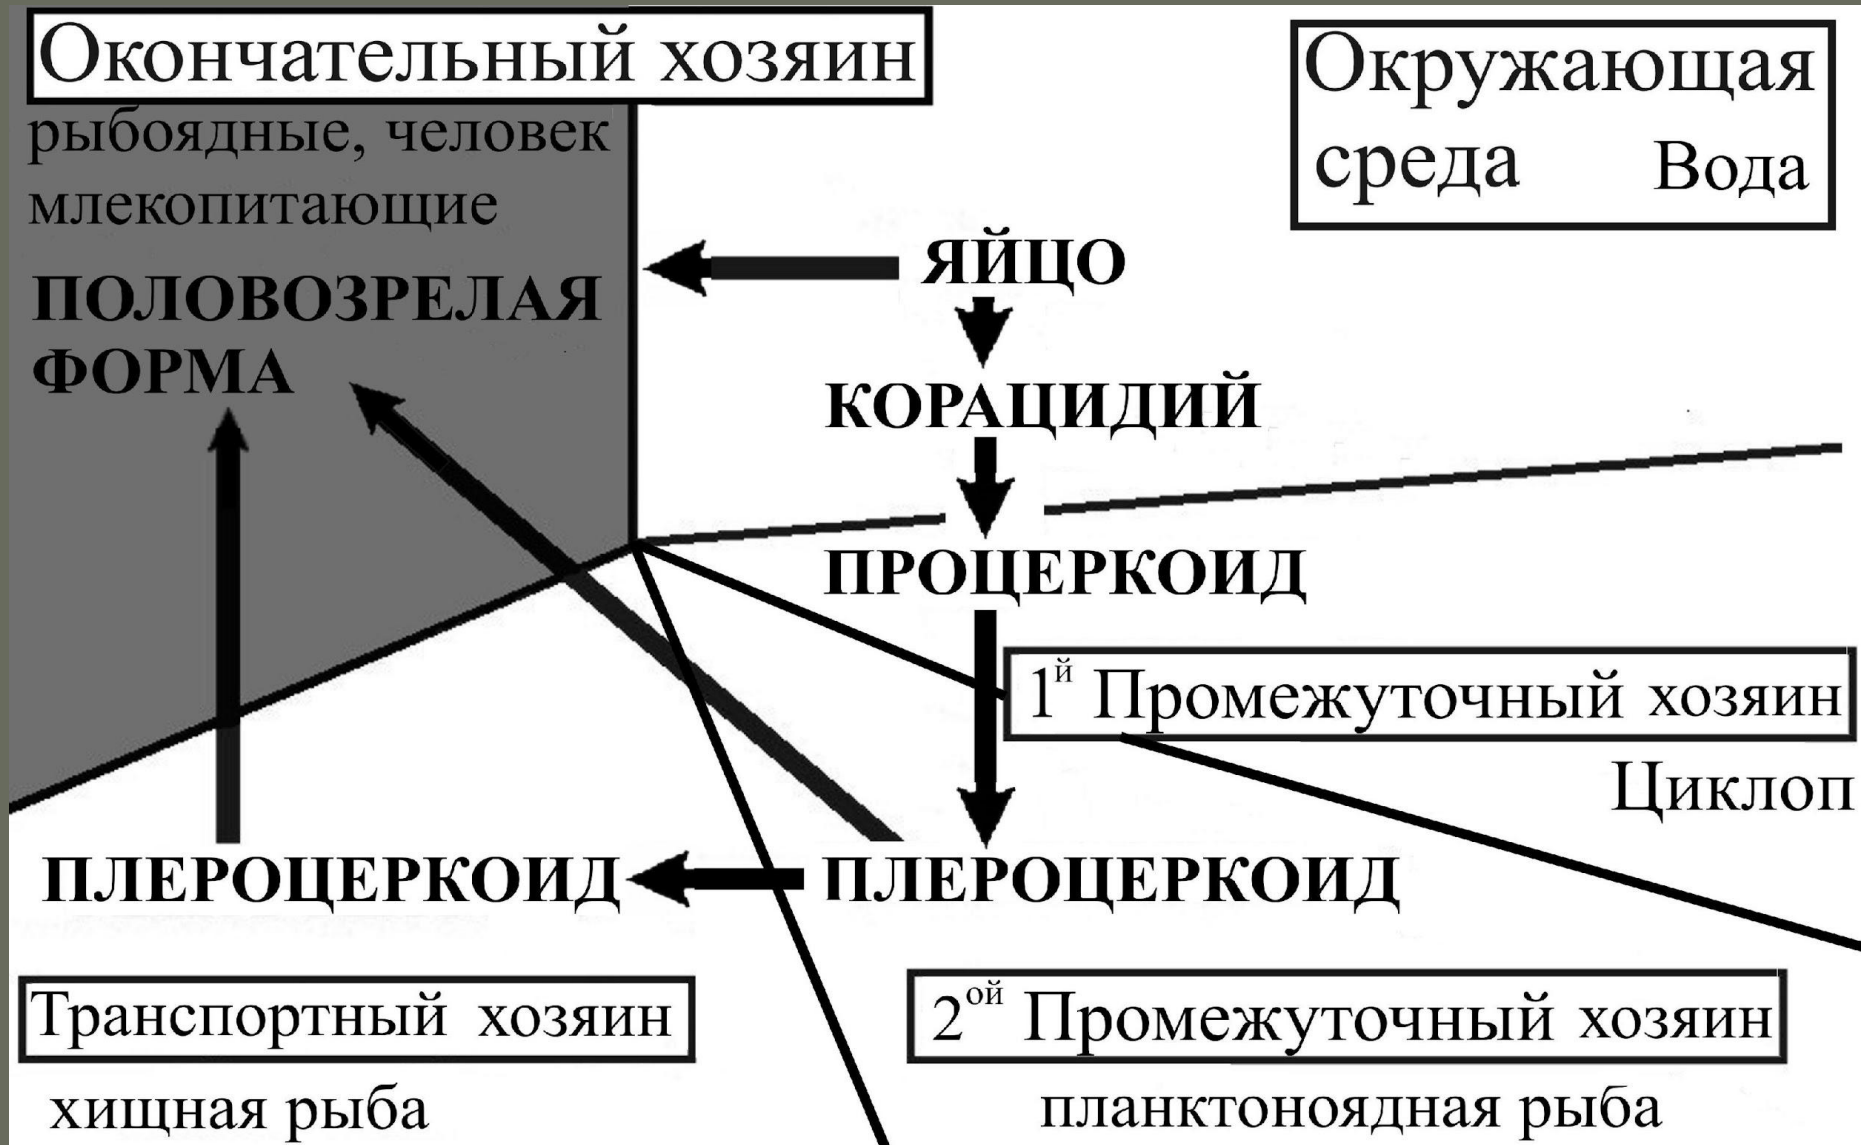 Окончательный хозяин
рыбоядные, человек
млекопитающие
ПОЛОВОЗРЕЛАЯ
ФОРМА
Окружающая
среда Вода
ЯЙЦО
КОРАЦИДИЙ
ПРОЦЕРКОИД
1й Промежуточный хозяин
Циклоп
ПЛЕРОЦЕРКОИД
ПЛЕРОЦЕРКОИД
Транспортный хозяин
хищная рыба
2ой Промежуточный хозяин
планктоноядная рыба